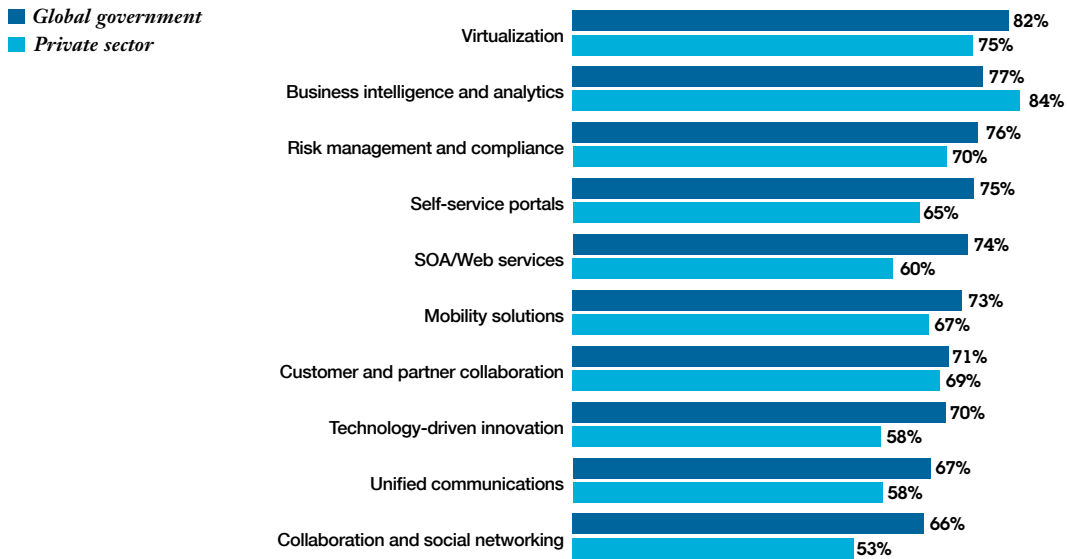 Global government
Private sector
Virtualization
82%
75%
Business intelligence and analytics
77%
84%
Risk management and compliance
76%
70%
Self-service portals
75%
65%
SOA/Web services
74%
60%
Mobility solutions
73%
67%
Customer and partner collaboration
71%
69%
Technology-driven innovation
70%
58%
Unified communications
67%
58%
Collaboration and social networking
66%
53%